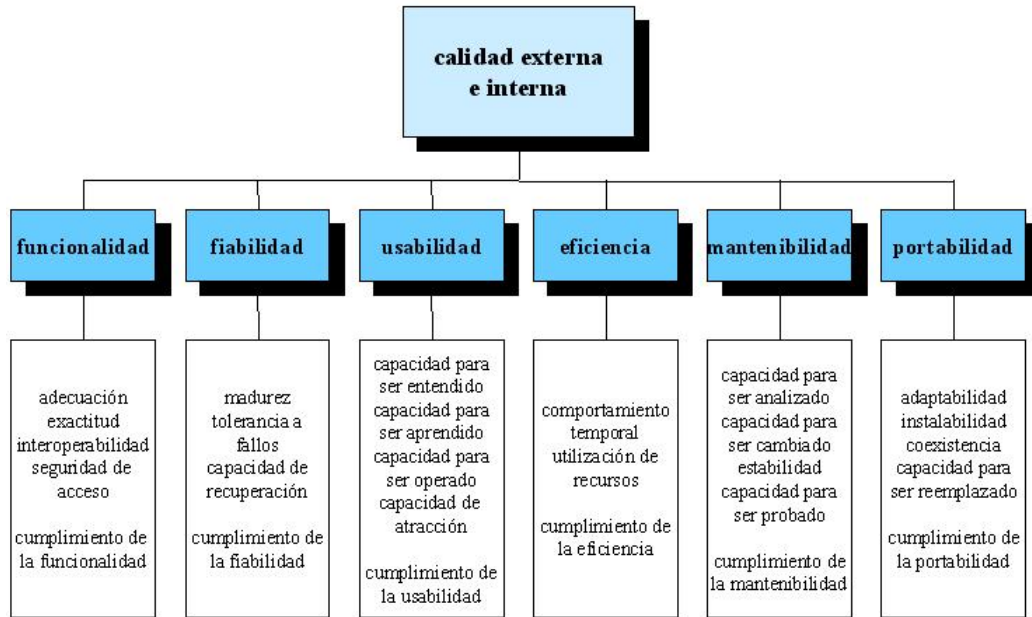 calidad externa
e interna
funcionalidad
fiabilidad
usabilidad
eficiencia
mantenibilidad
portabilidad
adecuación
exactitud
interoperabilidad
seguridad de
acceso
cumplimiento de
la funcionalidad
madurez
tolerancia a
fallos
capacidad de
recuperación
cumplimiento de
la fiabilidad
capacidad para
ser entendido
capacidad para
ser aprendido
capacidad para
ser operado
capacidad de
atracción
cumplimiento de
la usabilidad
comportamiento
temporal
utilización de
recursos
cumplimiento de
la eficiencia
capacidad para
ser analizado
capacidad para
ser cambiado
estabilidad
capacidad para
ser probado
cumplimiento de
la mantenibilidad
adaptabilidad
instalabilidad
coexistencia
capacidad para
ser reemplazado
cumplimiento de
la portabilidad